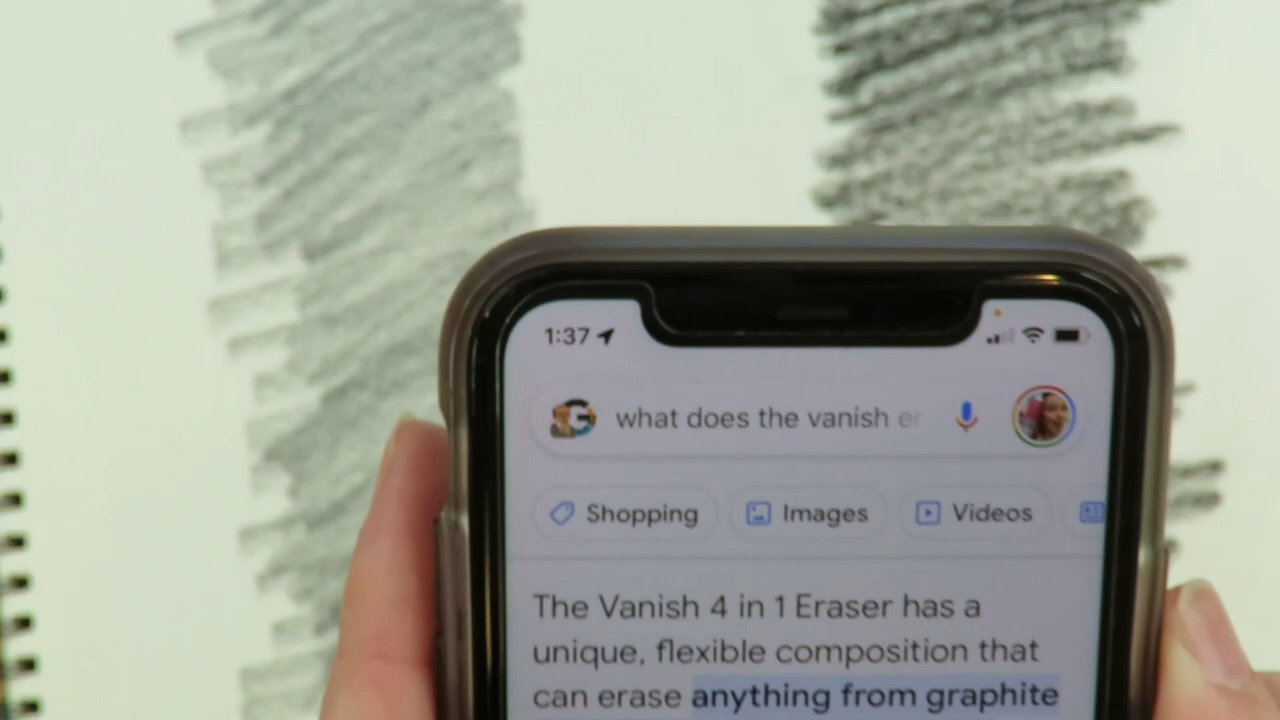 1:37
what does the vanish er
Shopping Images Videos
The Vanish 4 in 1 Eraser has a
unique, flexible composition that
can erase anything from graphite